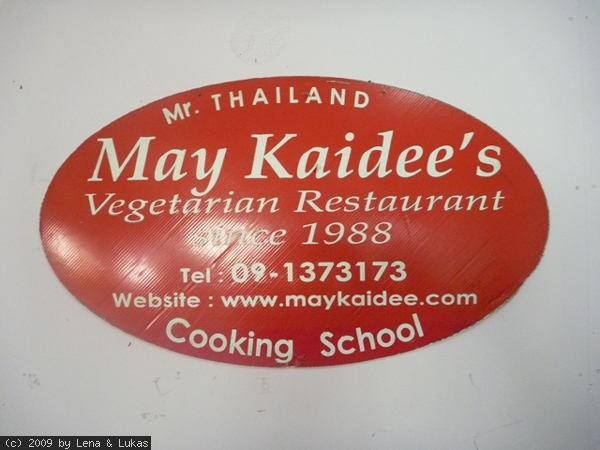 Mr. THAILAND
May Kaidee's
Vegetarian Restaurant
since 1988
Tel : 09-1373173
Website : www.maykaidee.com
Cooking School
(c) 2009 by Lena & Lukas